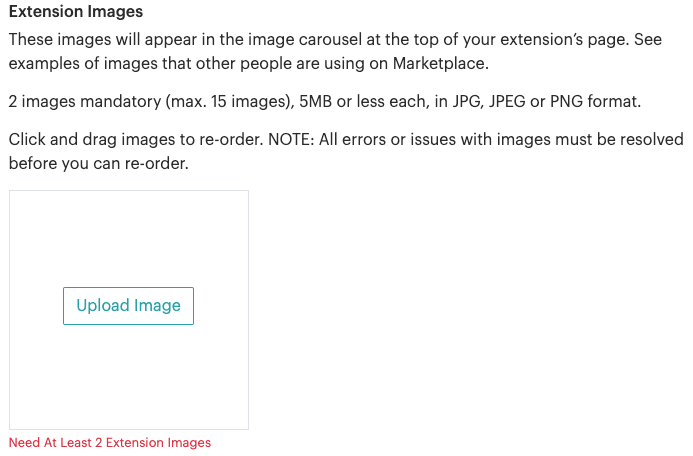 Extension Images
These images will appear in the image carousel at the top of your extension’s page. See
examples of images that other people are using on Marketplace.
2 images mandatory (max. 15 images), 5MB or less each, in JPG, JPEG or PNG format.
Click and drag images to re-order. NOTE: All errors or issues with images must be resolved
before you can re-order.
Upload Image
Need At Least 2 Extension Images